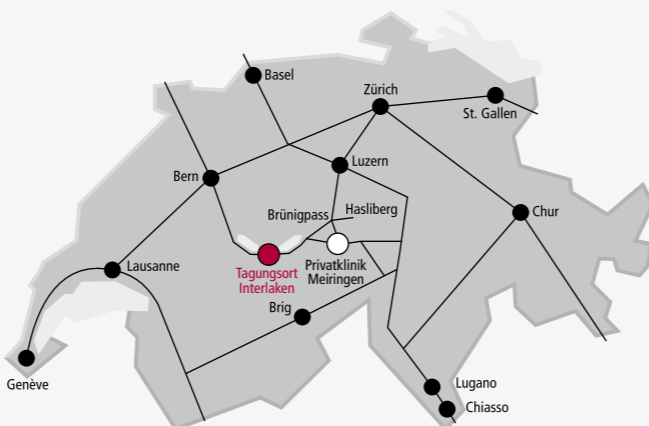 Basel
Zürich
St. Gallen
Luzern
Bern
Brünigpass
Hasliberg
Chur
Lausanne
Tagungsort
Interlaken
Privatklinik
Meiringen
Brig
Genève
Lugano
Chiasso